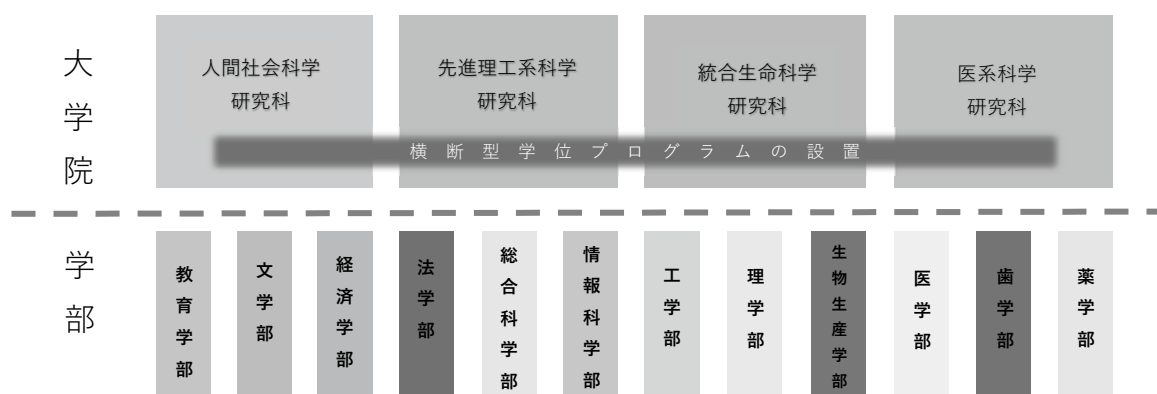 大学院
人間社会科学
研究科
先進理工系科学
研究科
統合生命科学
研究科
医系科学
研究科
横断型学位プログラムの設置
学部
教育学部
文学部
経済学部
法学部
総合科学部
情報科学部
工学部
理学部
生物生産学部
医学部
歯学部
薬学部